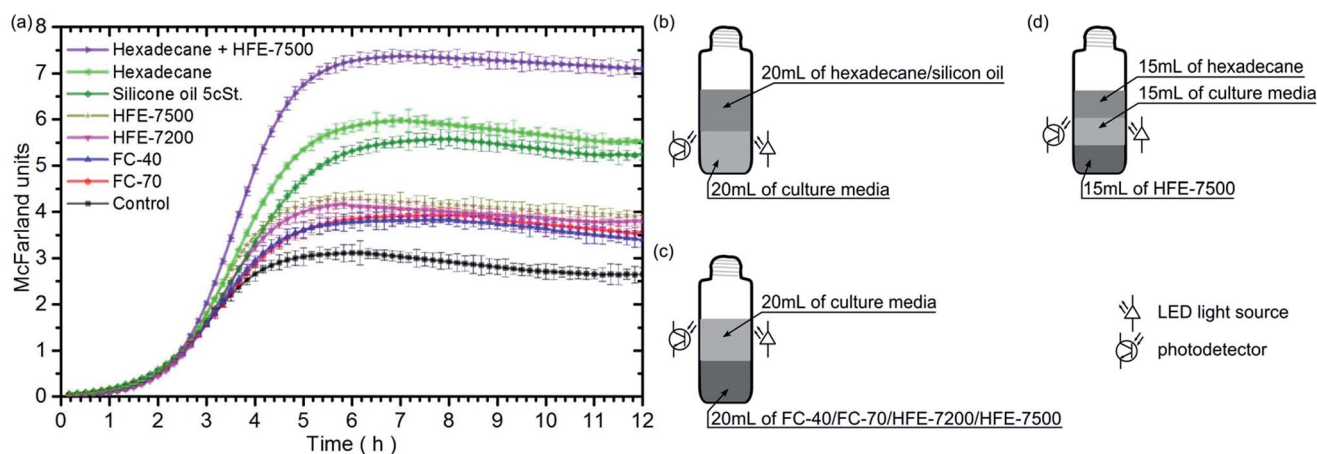 (a)
8
7
6
5
4
3
2
1
0
McFarland units
Hexadecane + HFE-7500
Hexadecane
Silicone oil 5cSt.
HFE-7500
HFE-7200
FC-40
FC-70
Control
0 1 2 3 4 5 6 7 8 9 10 11 12
Time ( h )
(b)
20mL of hexadecane/silicon oil
20mL of culture media
(c)
20mL of culture media
20mL of FC-40/FC-70/HFE-7200/HFE-7500
(d)
15mL of hexadecane
15mL of culture media
15mL of HFE-7500
LED light source
photodetector